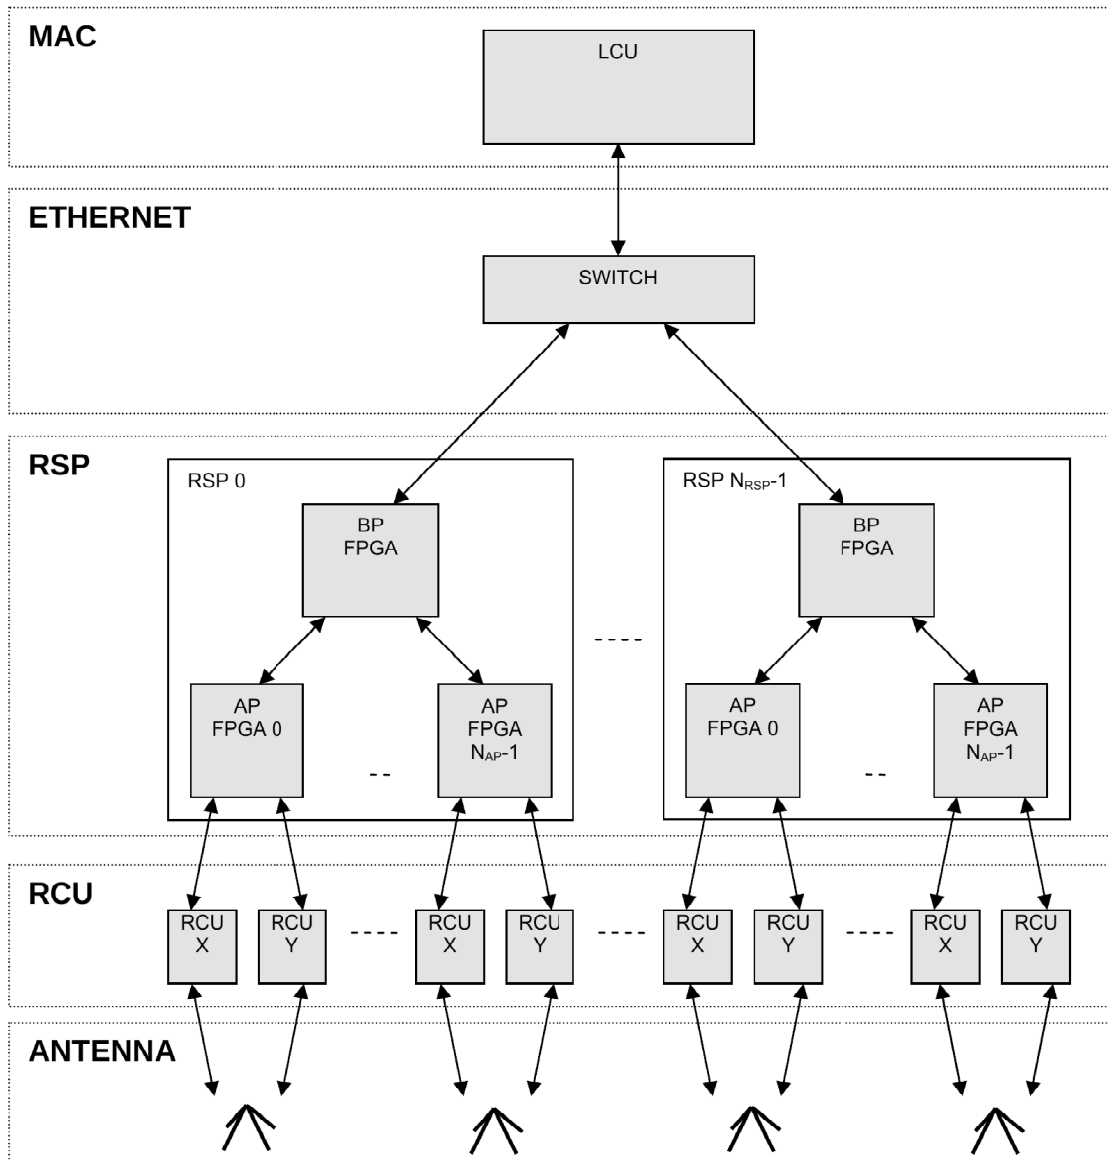 MAC
LCU
ETHERNET
SWITCH
RSP
RSP 0
RSP NRSP-1
BP
FPGA
BP
FPGA
AP
FPGA 0
AP
FPGA
NAP-1
AP
FPGA 0
AP
FPGA
NAP-1
RCU
RCU
X
RCU
Y
RCU
X
RCU
Y
RCU
X
RCU
Y
RCU
X
RCU
Y
ANTENNA